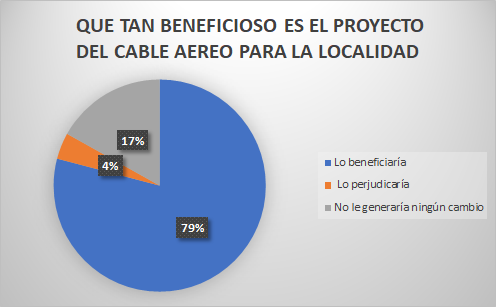 QUE TAN BENEFICIOSO ES EL PROYECTO
DEL CABLE AEREO PARA LA LOCALIDAD
17%
4%
79%
Lo beneficiaría
Lo perjudicaría
No le generaría ningún cambio